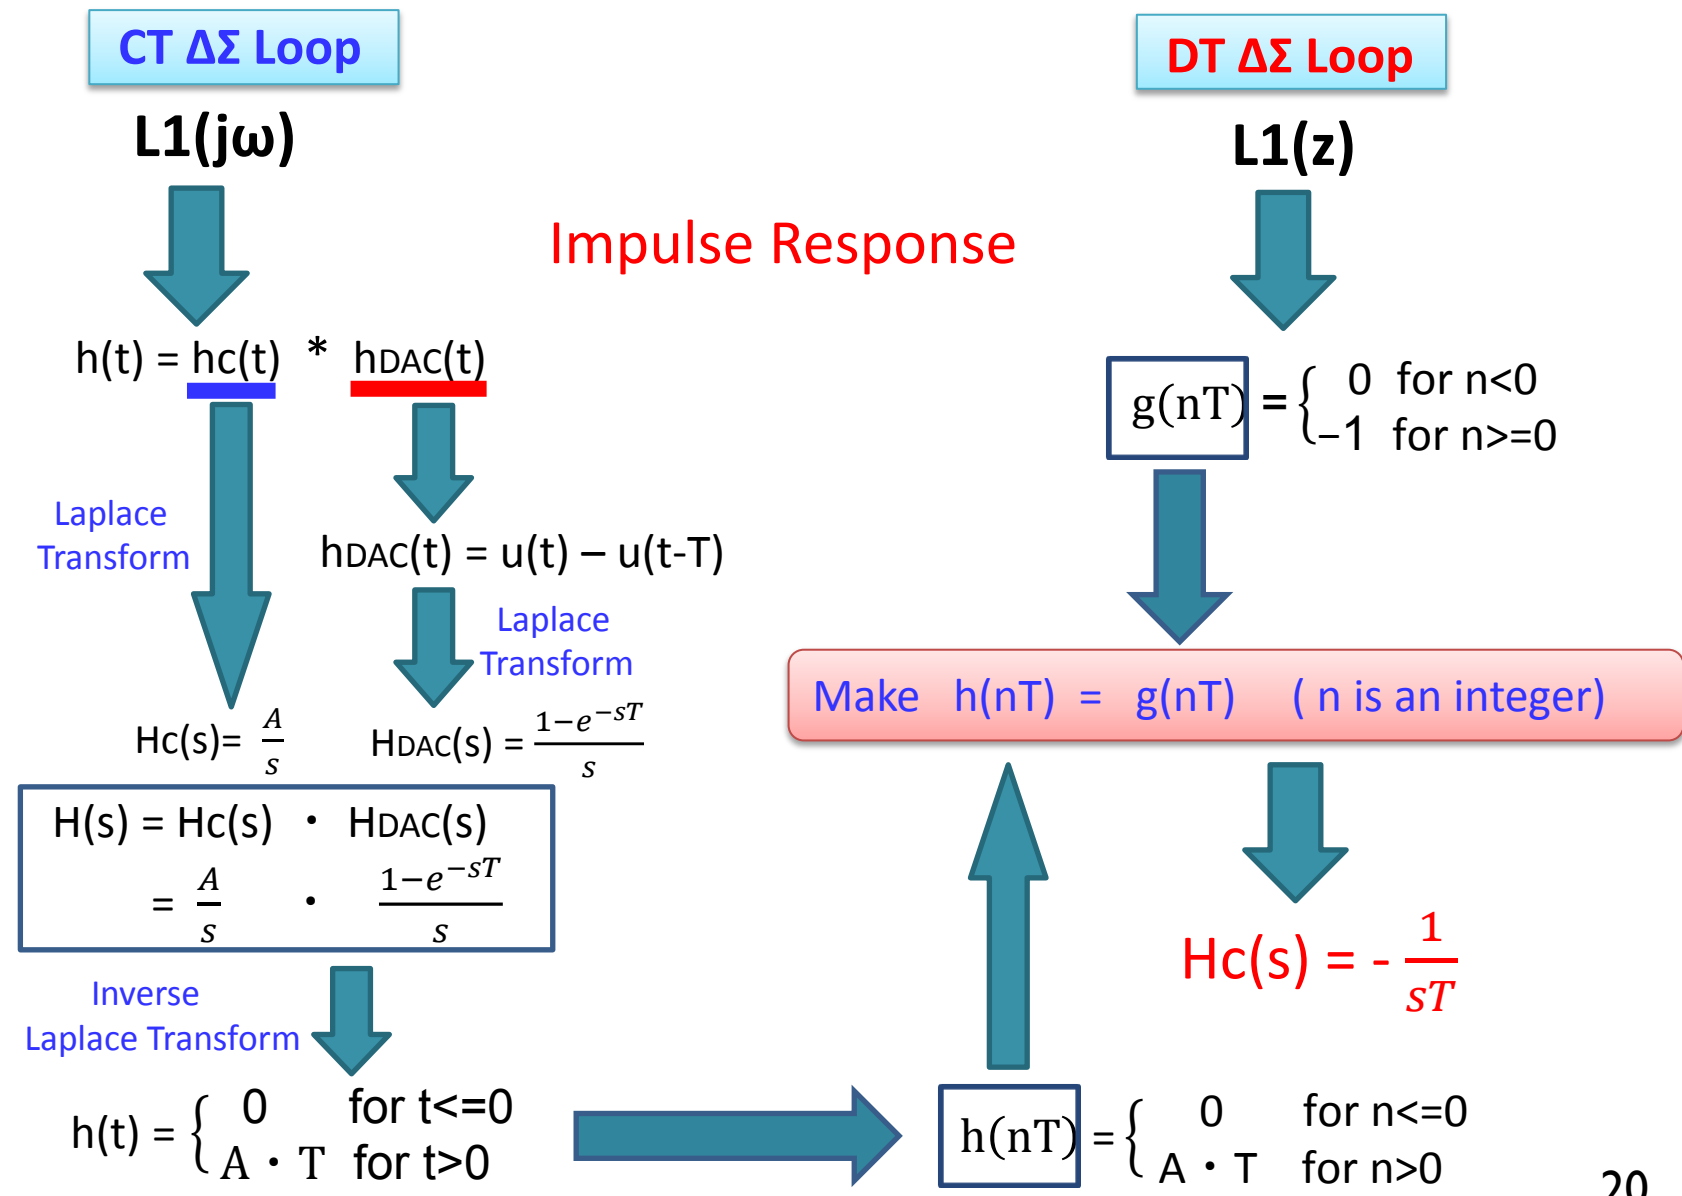 CT ΔΣ Loop
L1(jω)
h(t) = hc(t) * hDAC(t)
Laplace
Transform
hDAC(t) = u(t) – u(t-T)
Laplace
Transform
Hc(s)= A/s
HDAC(s) = (1−e^{−sT})/s
H(s) = Hc(s) · HDAC(s)
= A/s · (1−e^{−sT})/s
Inverse
Laplace Transform
h(t) = { 0 for t<=0
A · T for t>0
Impulse Response
DT ΔΣ Loop
L1(z)
g(nT) = { 0 for n<0
−1 for n>=0
Make h(nT) = g(nT) ( n is an integer)
Hc(s) = - 1/sT
h(nT) = { 0 for n<=0
A · T for n>0
20